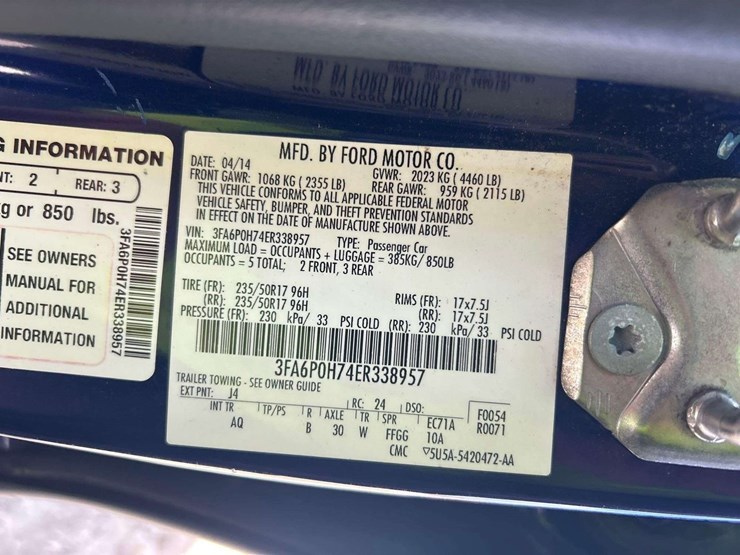 G INFORMATION
NT: 2 REAR: 3
kg or 850 lbs.
SEE OWNERS
MANUAL FOR
ADDITIONAL
INFORMATION
3FA6P0H74ER338957
MFD. BY FORD MOTOR CO.
DATE: 04/14 GVWR: 2023 KG ( 4460 LB)
FRONT GAWR: 1068 KG ( 2355 LB) REAR GAWR: 959 KG ( 2115 LB)
THIS VEHICLE CONFORMS TO ALL APPLICABLE FEDERAL MOTOR
VEHICLE SAFETY, BUMPER, AND THEFT PREVENTION STANDARDS
IN EFFECT ON THE DATE OF MANUFACTURE SHOWN ABOVE.
VIN: 3FA6P0H74ER338957 TYPE: Passenger Car
MAXIMUM LOAD = OCCUPANTS + LUGGAGE = 385KG/ 850LB
OCCUPANTS = 5 TOTAL; 2 FRONT, 3 REAR
TIRE (FR): 235/50R17 96H RIMS (FR): 17x7.5J
(RR): 235/50R17 96H (RR): 17x7.5J
PRESSURE (FR): 230 kPa/ 33 PSI COLD (RR): 230 kPa/ 33 PSI COLD
3FA6P0H74ER338957
TRAILER TOWING - SEE OWNER GUIDE
EXT PNT: J4 RC: 24 DSO: F0054
INT TR TP/PS R AXLE TR SPR EC71A R0071
AQ B 30 W FFGG 10A
CMC 5U5A-5420472-AA